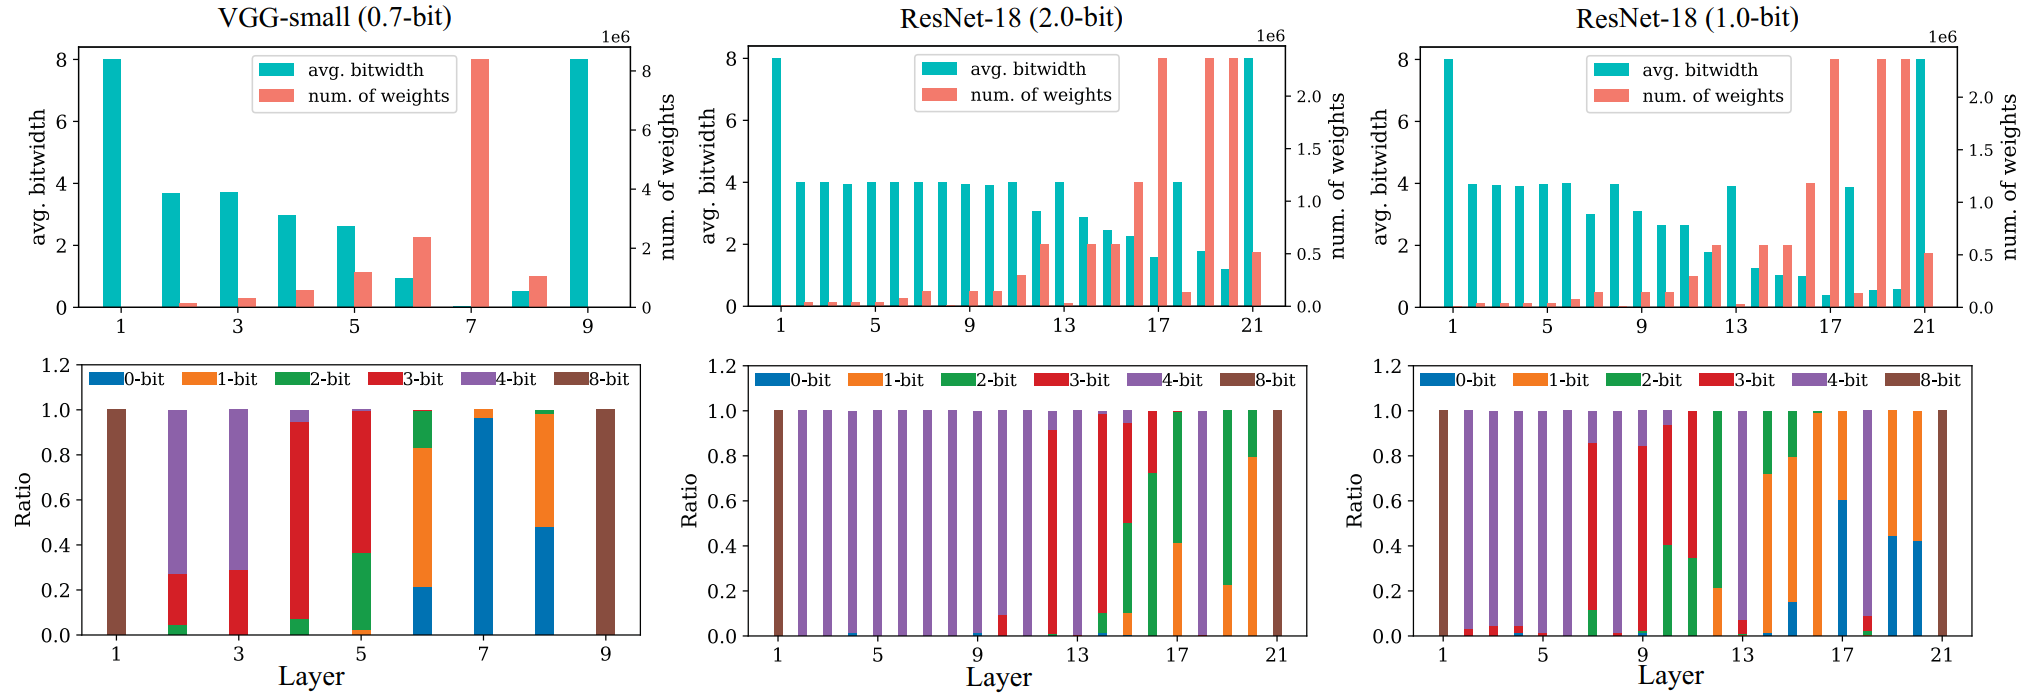 VGG-small (0.7-bit)
1e6
avg. bitwidth
num. of weights
8
6
4
2
0
8
6
4
2
0
avg. bitwidth
num. of weights
1 3 5 7 9
ResNet-18 (2.0-bit)
1e6
avg. bitwidth
num. of weights
8
6
4
2
0
2.0
1.5
1.0
0.5
0.0
avg. bitwidth
num. of weights
1 5 9 13 17 21
ResNet-18 (1.0-bit)
1e6
avg. bitwidth
num. of weights
8
6
4
2
0
2.0
1.5
1.0
0.5
0.0
avg. bitwidth
num. of weights
1 5 9 13 17 21
0-bit 1-bit 2-bit 3-bit 4-bit 8-bit
1.2
1.0
0.8
0.6
0.4
0.2
0.0
Ratio
1 3 5 7 9
Layer
0-bit 1-bit 2-bit 3-bit 4-bit 8-bit
1.2
1.0
0.8
0.6
0.4
0.2
0.0
Ratio
1 5 9 13 17 21
Layer
0-bit 1-bit 2-bit 3-bit 4-bit 8-bit
1.2
1.0
0.8
0.6
0.4
0.2
0.0
Ratio
1 5 9 13 17 21
Layer